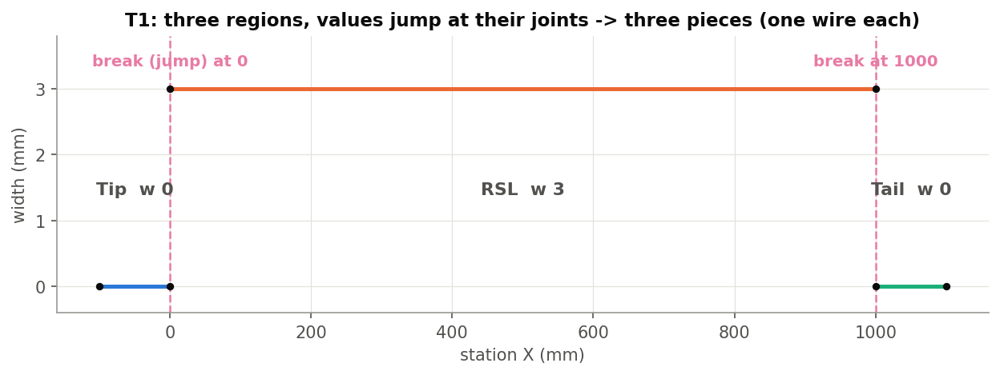 T1: three regions, values jump at their joints -> three pieces (one wire each)
break (jump) at 0
break at 1000
3
2
1
0
width (mm)
Tip w 0
RSL w 3
Tail w 0
0
200
400
600
800
1000
station X (mm)